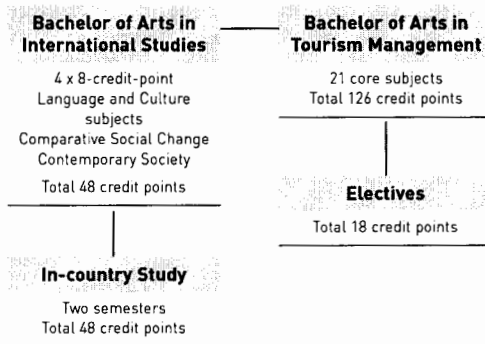 Bachelor of Arts in
International Studies
4 x 8-credit-point
Language and Culture
subjects
Comparative Social Change
Contemporary Society
Total 48 credit points
In-country Study
Two semesters
Total 48 credit points
Bachelor of Arts in
Tourism Management
21 core subjects
Total 126 credit points
Electives
Total 18 credit points